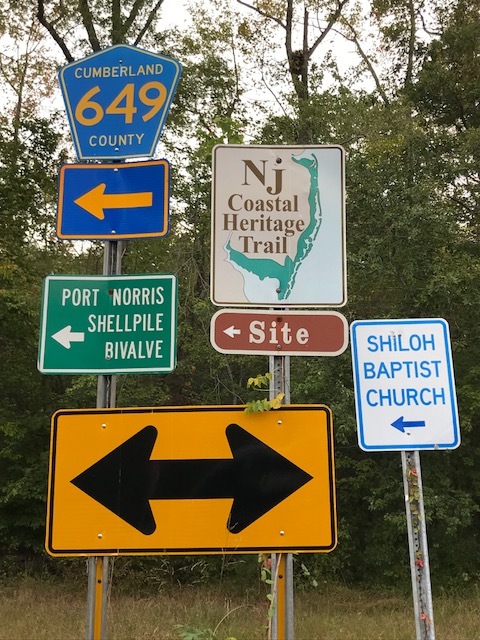 CUMBERLAND
649
COUNTY
PORT NORRIS
SHELLPILE
BIVALVE
NJ
Coastal
Heritage
Trail
Site
SHILOH
BAPTIST
CHURCH